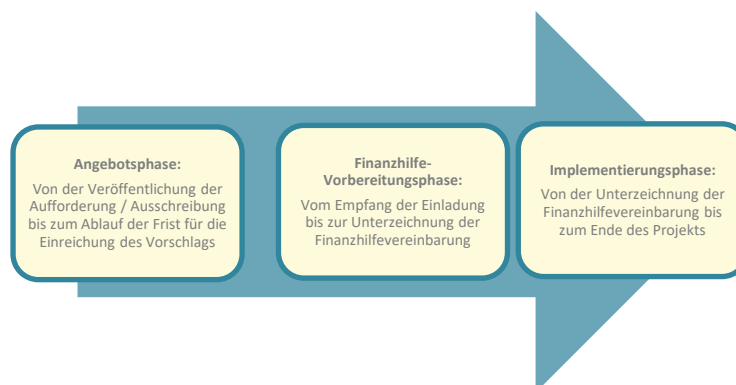 Angebotsphase:
Von der Veröffentlichung der
Aufforderung / Ausschreibung
bis zum Ablauf der Frist für die
Einreichung des Vorschlags
Finanzhilfe-
Vorbereitungsphase:
Vom Empfang der Einladung
bis zur Unterzeichnung der
Finanzhilfevereinbarung
Implementierungsphase:
Von der Unterzeichnung der
Finanzhilfevereinbarung bis
zum Ende des Projekts